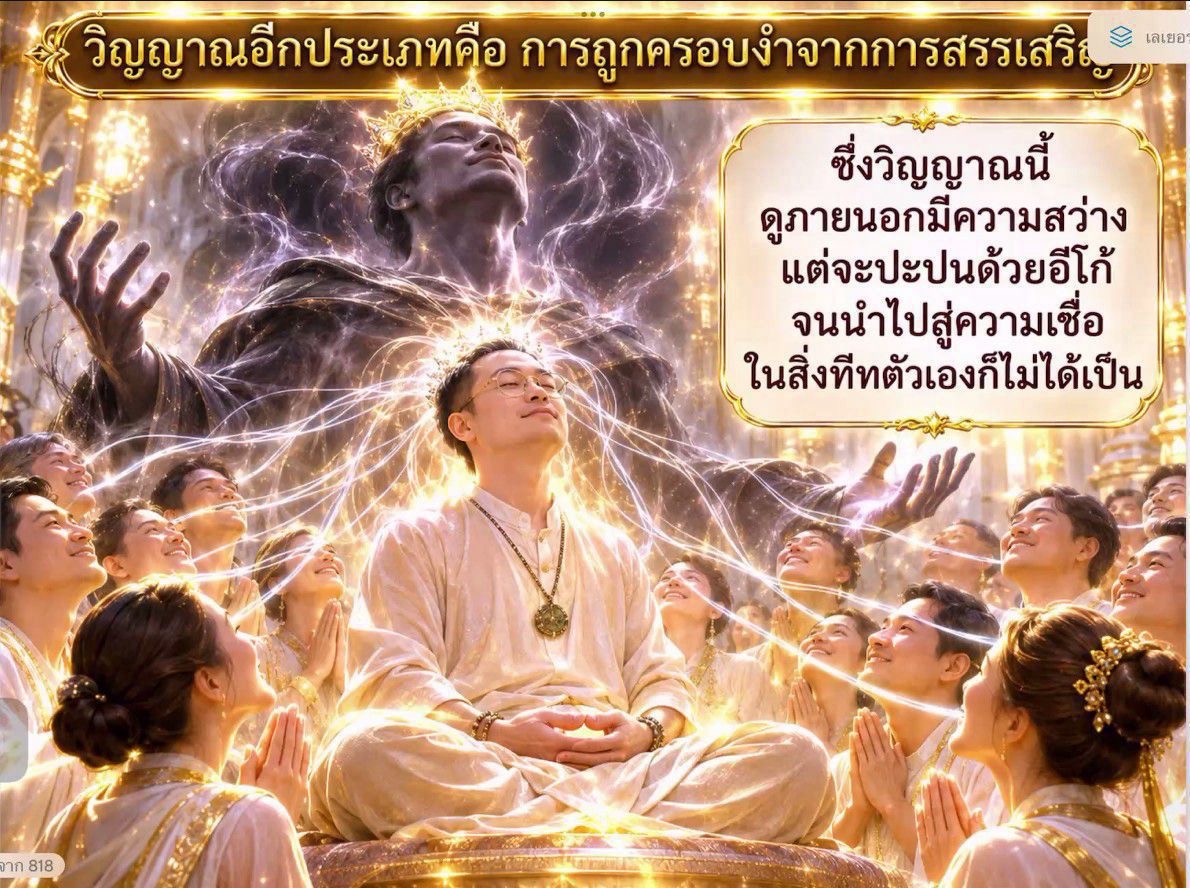 วิญญาณอีกประเภทคือ การถูกครอบงำจากการสรรเสริญ
ซึ่งวิญญาณนี้
ดูภายนอกมีความสว่าง
แต่จะปะปนด้วยอีโก้
จนนำไปสู่ความเชื่อ
ในสิ่งทีทตัวเองก็ไม่ได้เป็น
เลเยอร
จาก 818